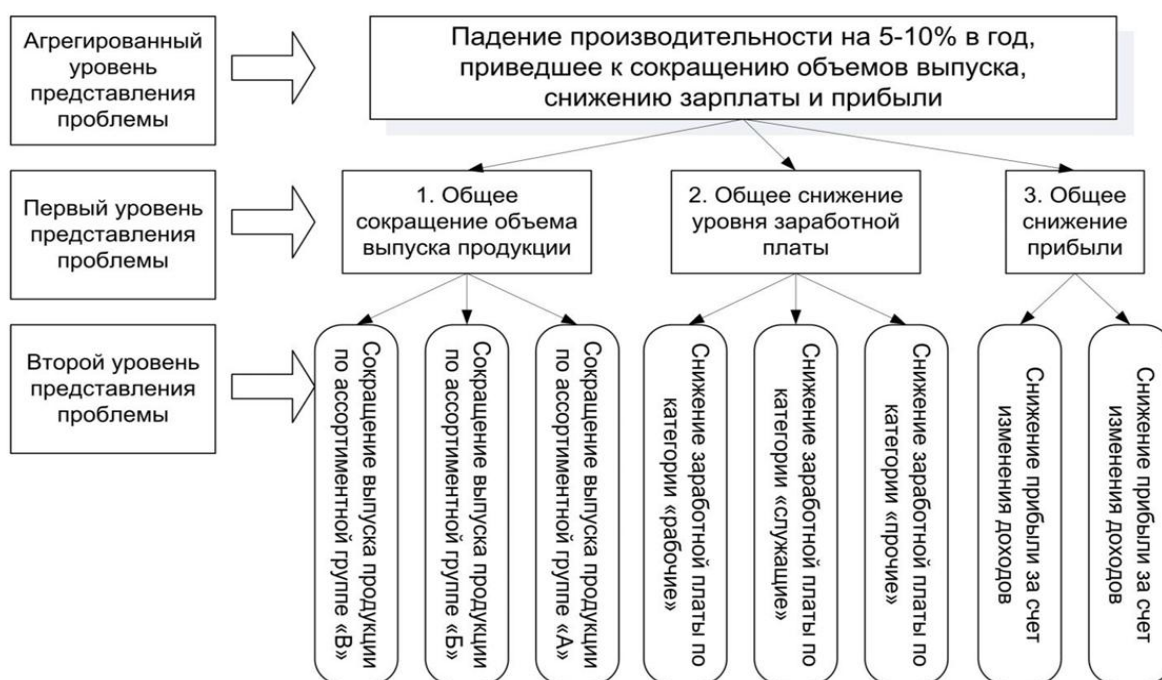 Агрегированный
уровень
представления
проблемы
Падение производительности на 5-10% в год,
приведшее к сокращению объемов выпуска,
снижению зарплаты и прибыли
Первый уровень
представления
проблемы
1. Общее
сокращение объема
выпуска продукции
2. Общее снижение
уровня заработной
платы
3. Общее
снижение
прибыли
Второй уровень
представления
проблемы
Сокращение выпуска продукции
по ассортиментной группе «В»
Сокращение выпуска продукции
по ассортиментной группе «Б»
Сокращение выпуска продукции
по ассортиментной группе «А»
Снижение заработной платы по
категории «рабочие»
Снижение заработной платы по
категории «служащие»
Снижение заработной платы по
категории «прочие»
Снижение прибыли за счет
изменения доходов
Снижение прибыли за счет
изменения доходов